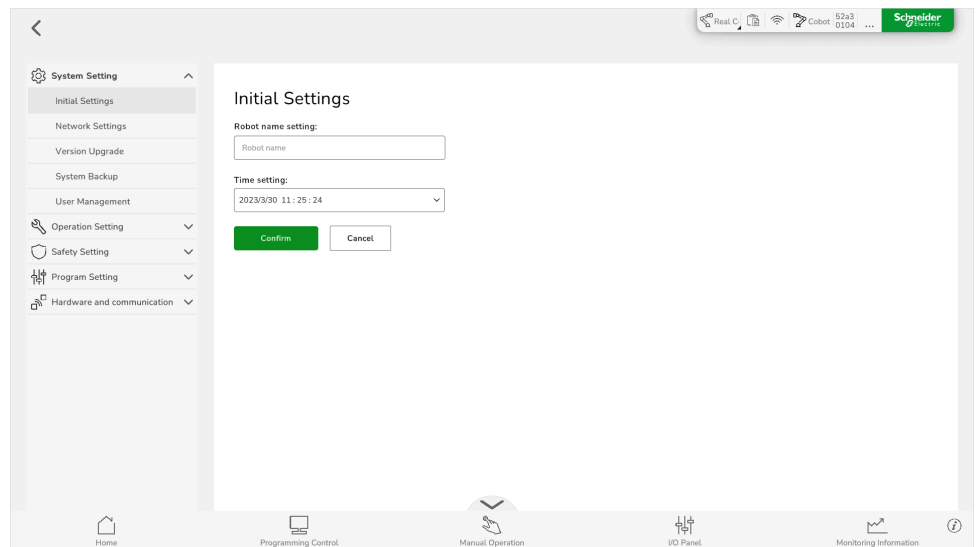 Real C
Cobot
52a3
0104
...
Schneider
Electric
System Setting
Initial Settings
Network Settings
Version Upgrade
System Backup
User Management
Operation Setting
Safety Setting
Program Setting
Hardware and communication
Initial Settings
Robot name setting:
Robot name
Time setting:
2023/3/30 11 : 25 : 24
Confirm
Cancel
Home
Programming Control
Manual Operation
I/O Panel
Monitoring Information
i